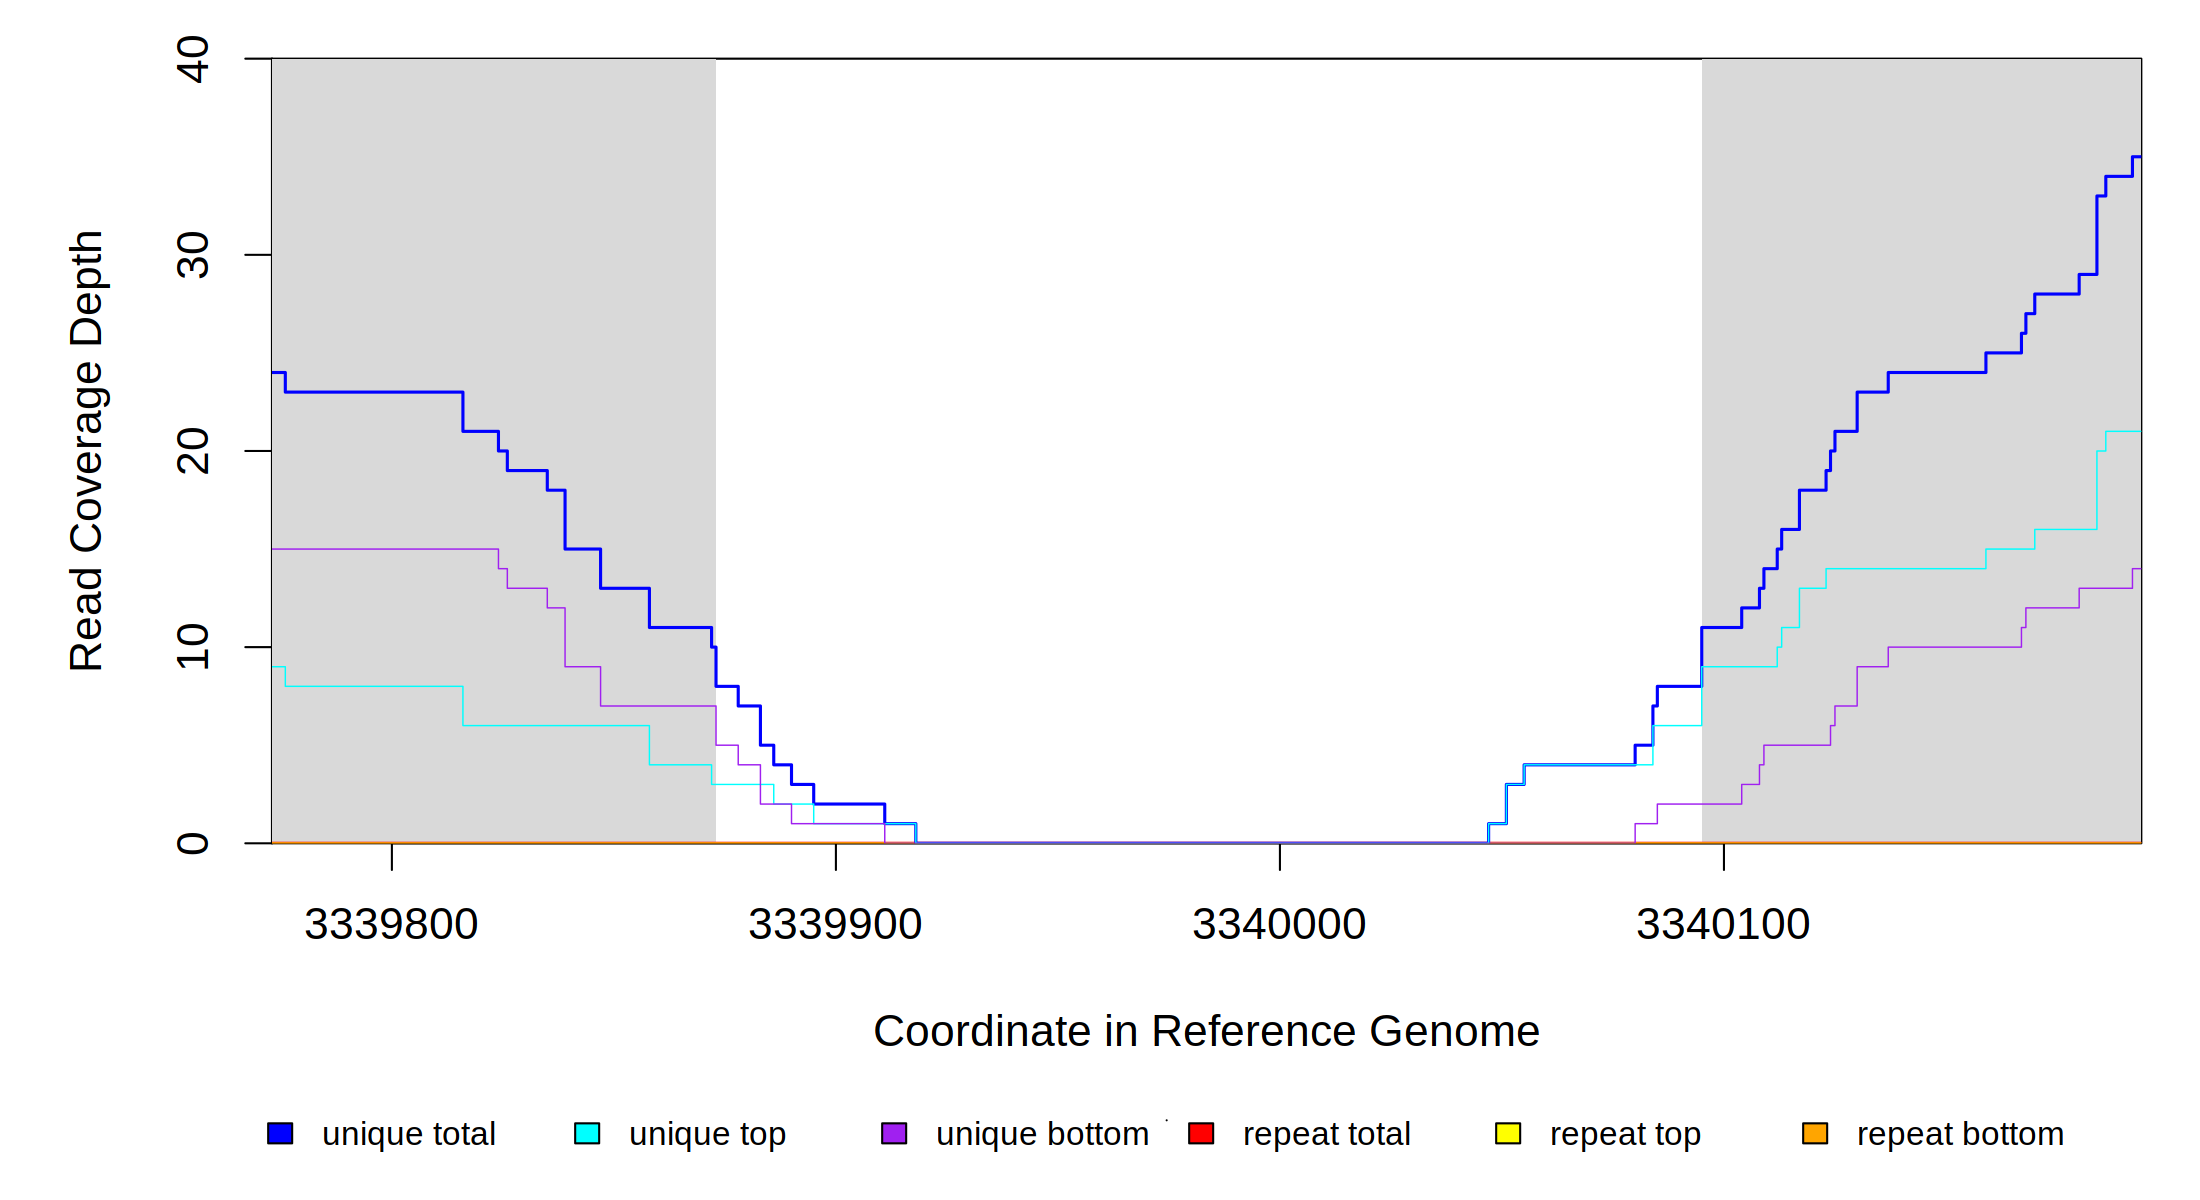 40
30
20
10
0
Read Coverage Depth
3339800 3339900 3340000 3340100
Coordinate in Reference Genome
unique total unique top unique bottom repeat total repeat top repeat bottom